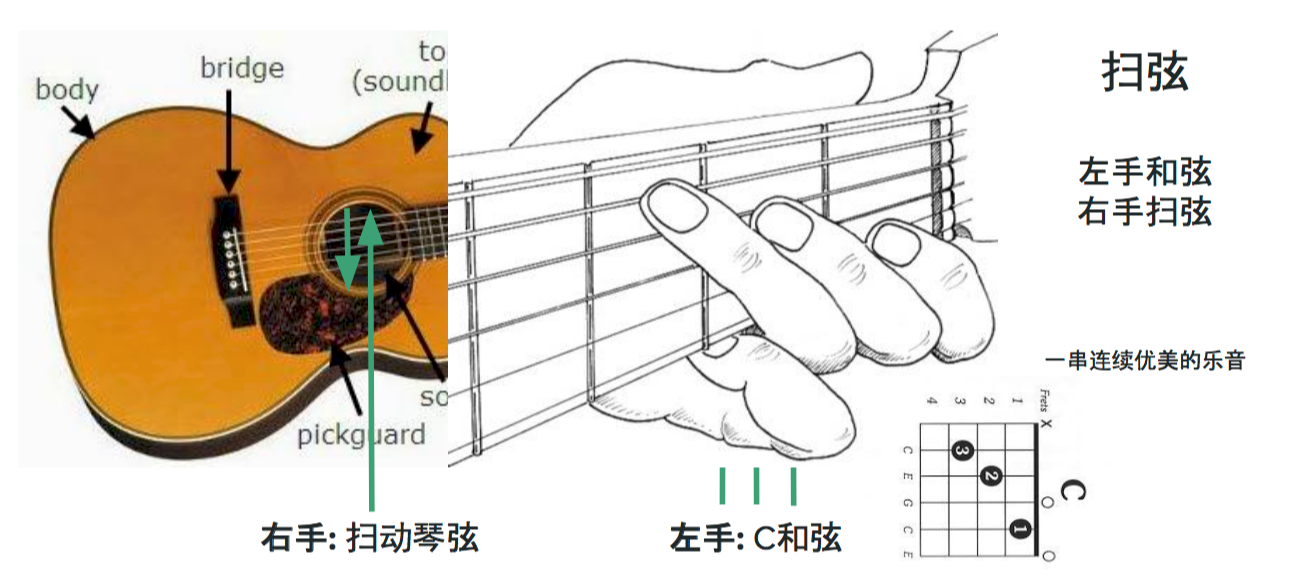 body
bridge
to
(sound
pickguard
so
右手: 扫动琴弦
左手: C和弦
扫弦
左手和弦
右手扫弦
一串连续优美的乐音
4 3 2 1 Frets
X
C 3
E 2
G O
C 1
E O
C